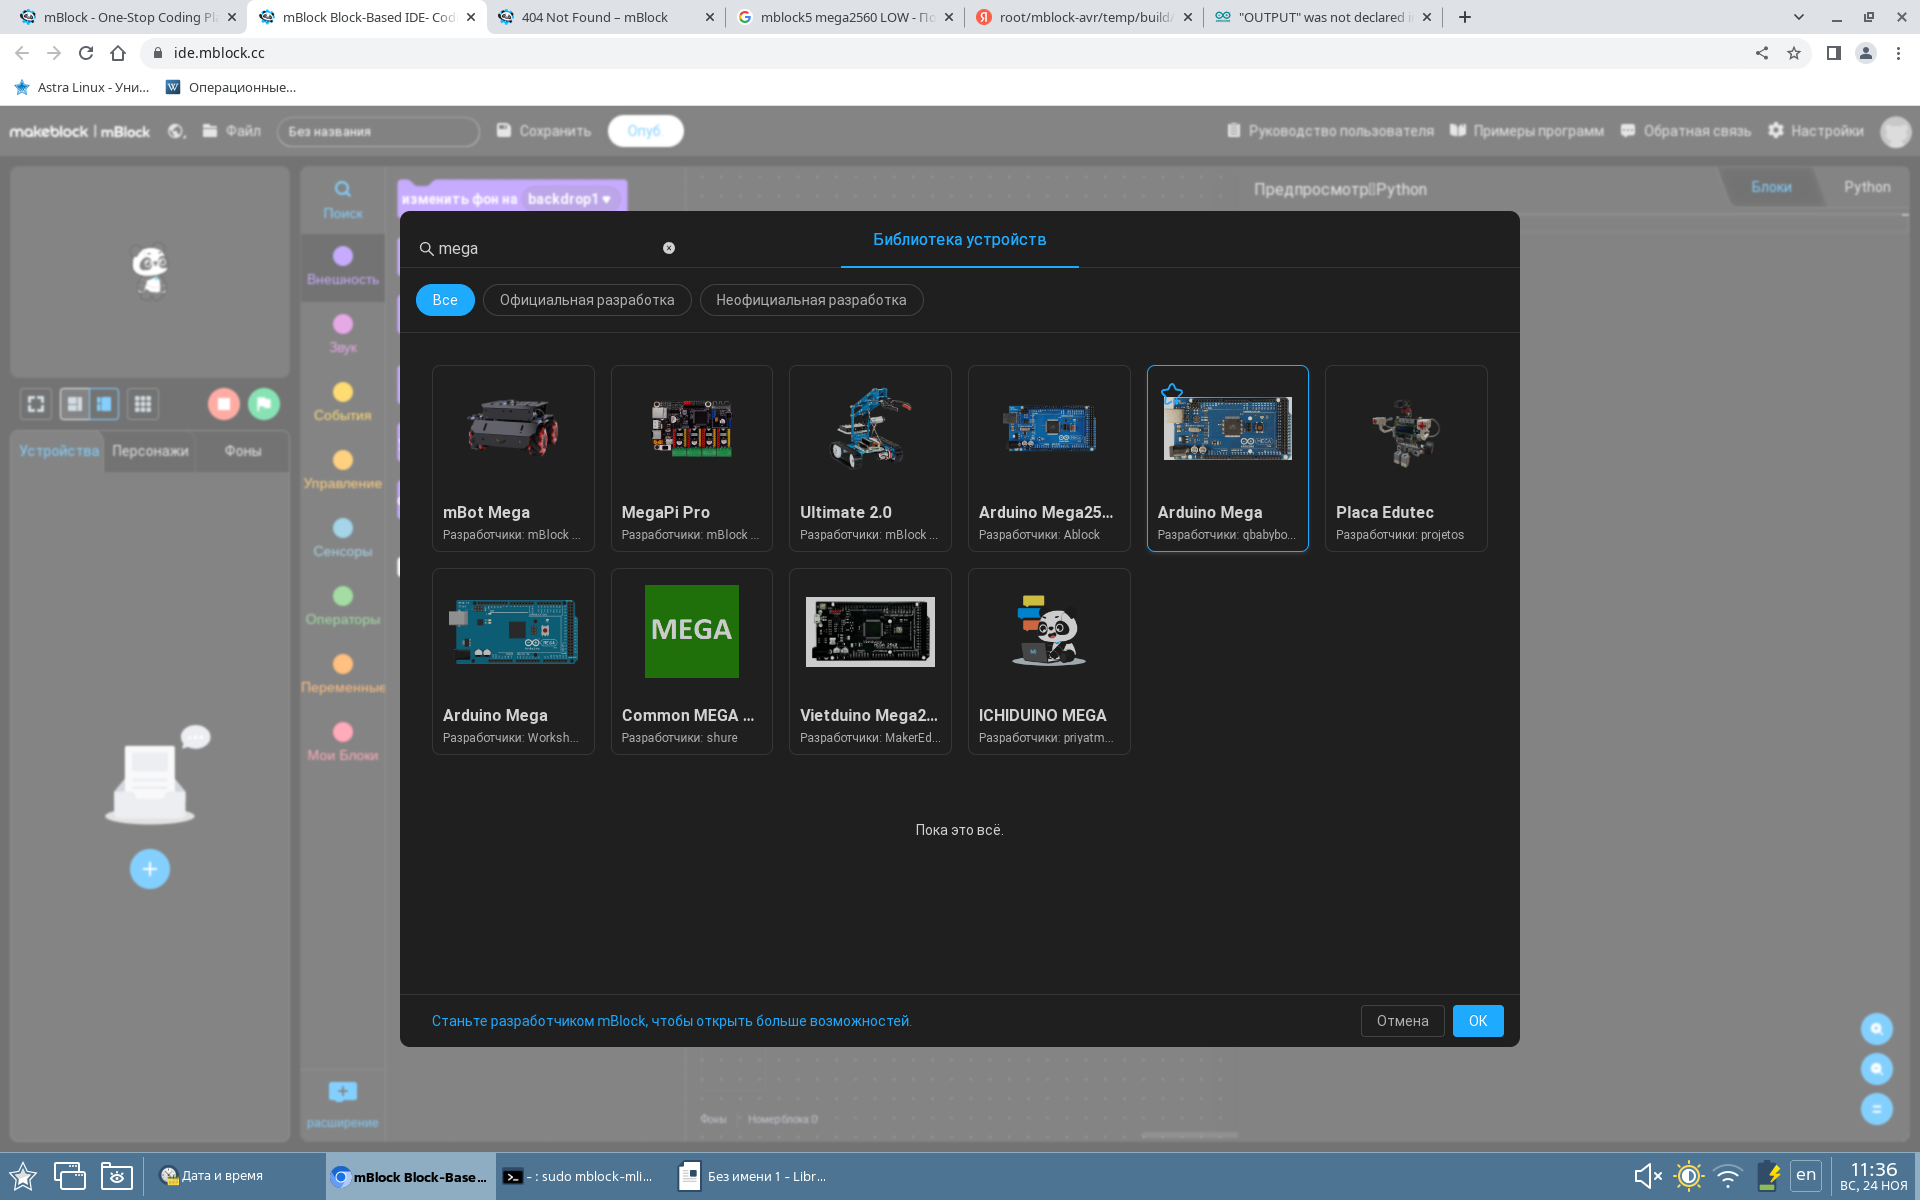 mBlock - One-Stop Coding Pl
mBlock Block-Based IDE- Cod
404 Not Found – mBlock
mblock5 mega2560 LOW - По
root/mblock-avr/temp/build/
"OUTPUT" was not declared i
ide.mblock.cc
Astra Linux - Уни...
Операционные...
makeblock | mBlock
Файл
Без названия
Сохранить
Опуб
Руководство пользователя
Примеры программ
Обратная связь
Настройки
Поиск
изменить фон на backdrop1
Предпросмотр Python
Блоки
Python
Внешность
Звук
События
Управление
Сенсоры
Операторы
Переменные
Мои Блоки
расширение
Устройства
Персонажи
Фоны
mega
Библиотека устройств
Все
Официальная разработка
Неофициальная разработка
mBot Mega
Разработчики: mBlock ...
MegaPi Pro
Разработчики: mBlock ...
Ultimate 2.0
Разработчики: mBlock ...
Arduino Mega25...
Разработчики: Ablock
Arduino Mega
Разработчики: qbabybo...
Placa Edutec
Разработчики: projetos
Arduino Mega
Разработчики: Worksh...
MEGA
Common MEGA ...
Разработчики: shure
Vietduino Mega2...
Разработчики: MakerEd...
ICHIDUINO MEGA
Разработчики: priyatm...
Пока это всё.
Станьте разработчиком mBlock, чтобы открыть больше возможностей.
Отмена
ОК
Фоны
Номер блока:0
Дата и время
mBlock Block-Base...
- : sudo mblock-mli...
Без имени 1 - Libr...
en
11:36
ВС, 24 НОЯ